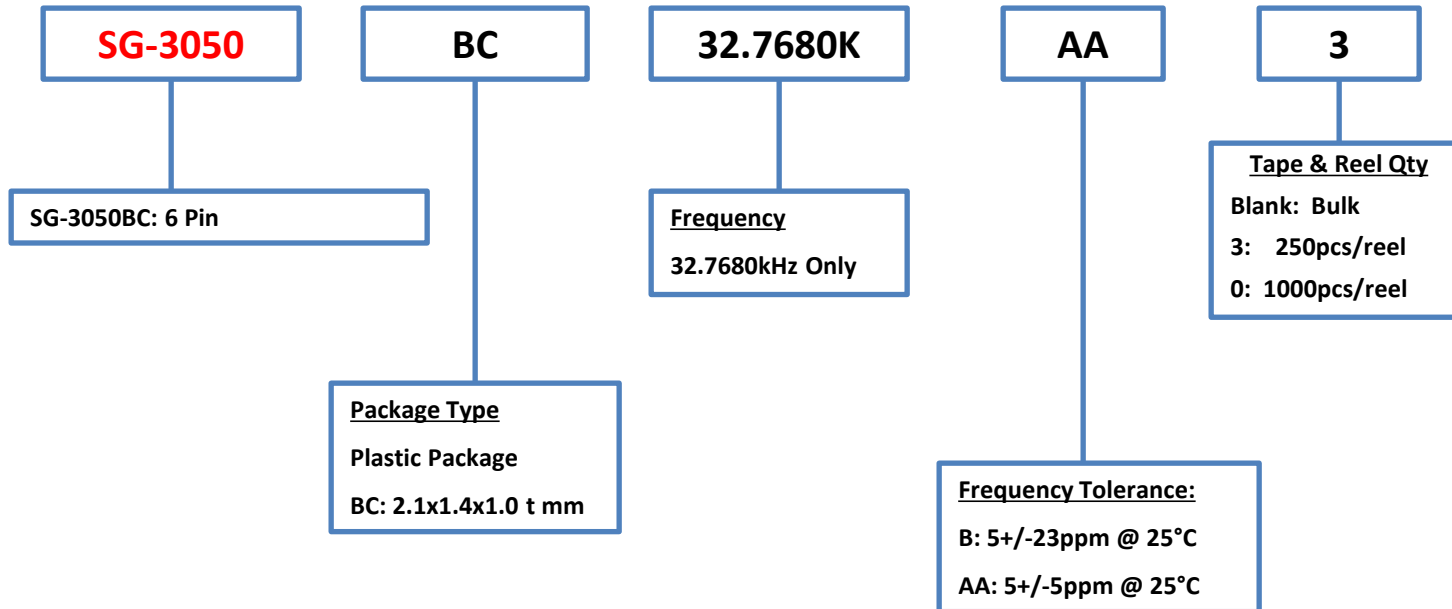 SG-3050
BC
32.7680K
AA
3
SG-3050BC: 6 Pin
Frequency
32.7680kHz Only
Tape & Reel Qty
Blank: Bulk
3: 250pcs/reel
0: 1000pcs/reel
Package Type
Plastic Package
BC: 2.1x1.4x1.0 t mm
Frequency Tolerance:
B: 5+/-23ppm @ 25°C
AA: 5+/-5ppm @ 25°C